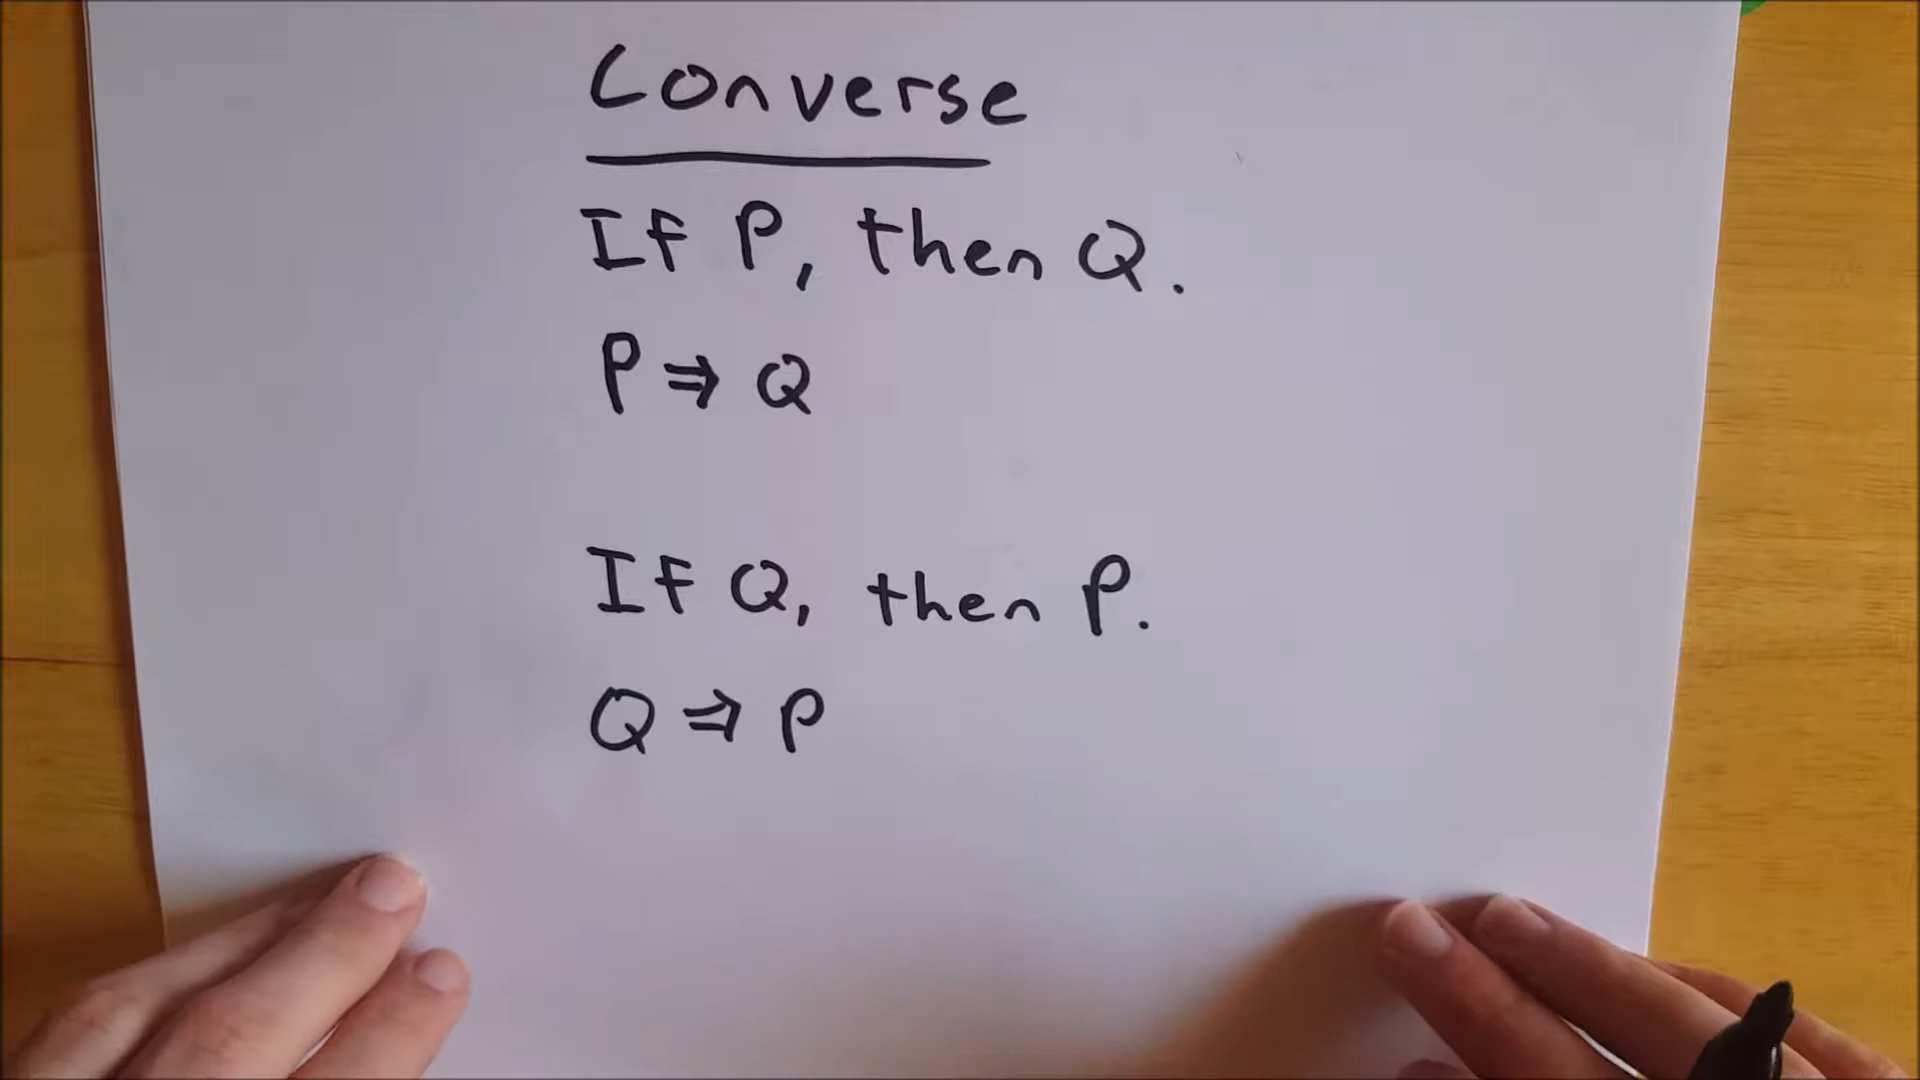 Converse
If P, then Q.
P ⇒ Q
If Q, then P.
Q ⇒ P